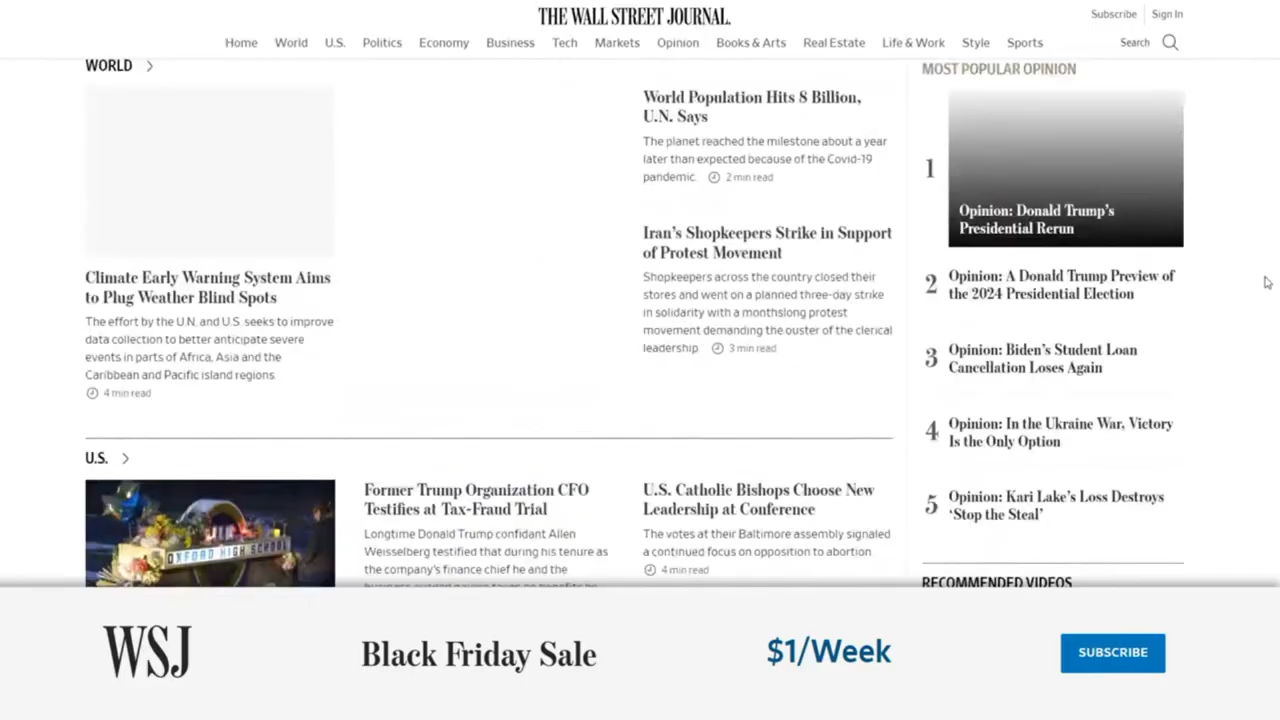 THE WALL STREET JOURNAL.
Subscribe
Sign In
Home
World
U.S.
Politics
Economy
Business
Tech
Markets
Opinion
Books & Arts
Real Estate
Life & Work
Style
Sports
Search
WORLD
Climate Early Warning System Aims
to Plug Weather Blind Spots
The effort by the U.N. and U.S. seeks to improve
data collection to better anticipate severe
events in parts of Africa, Asia and the
Caribbean and Pacific island regions.
4 min read
World Population Hits 8 Billion,
U.N. Says
The planet reached the milestone about a year
later than expected because of the Covid-19
pandemic.
2 min read
Iran's Shopkeepers Strike in Support
of Protest Movement
Shopkeepers across the country closed their
stores and went on a planned three-day strike
in solidarity with a monthslong protest
movement demanding the ouster of the clerical
leadership.
3 min read
MOST POPULAR OPINION
1
Opinion: Donald Trump's
Presidential Rerun
2
Opinion: A Donald Trump Preview of
the 2024 Presidential Election
3
Opinion: Biden's Student Loan
Cancellation Loses Again
4
Opinion: In the Ukraine War, Victory
Is the Only Option
5
Opinion: Kari Lake's Loss Destroys
'Stop the Steal'
RECOMMENDED VIDEOS
U.S.
OXFORD HIGH SCHOOL
Former Trump Organization CFO
Testifies at Tax-Fraud Trial
Longtime Donald Trump confidant Allen
Weisselberg testified that during his tenure as
the company's finance chief he and the
U.S. Catholic Bishops Choose New
Leadership at Conference
The votes at their Baltimore assembly signaled
a continued focus on opposition to abortion.
4 min read
WSJ
Black Friday Sale
$1/Week
SUBSCRIBE